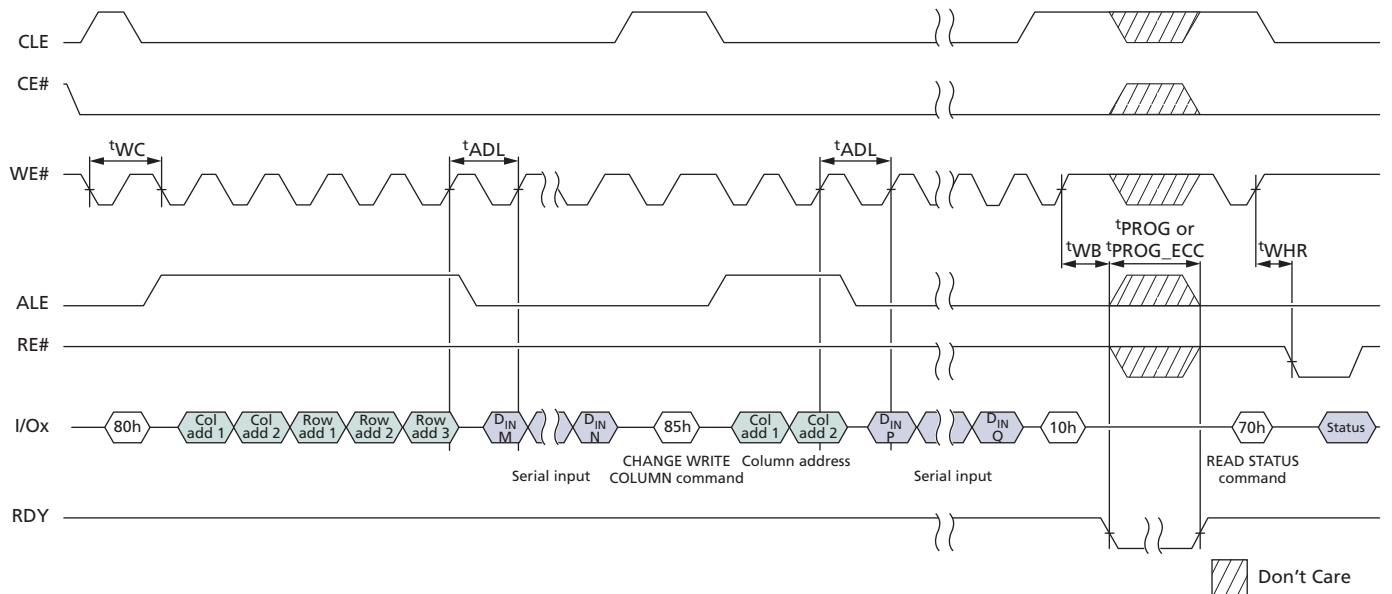 CLE
CE#
tWC
tADL
tADL
WE#
tPROG or
tWB tPROG_ECC
tWHR
ALE
RE#
I/Ox
80h
Col add 1
Col add 2
Row add 1
Row add 2
Row add 3
DIN M
DIN N
85h
Col add 1
Col add 2
DIN P
DIN Q
10h
70h
Status
Serial input
CHANGE WRITE
COLUMN command
Column address
Serial input
READ STATUS
command
RDY
Don't Care